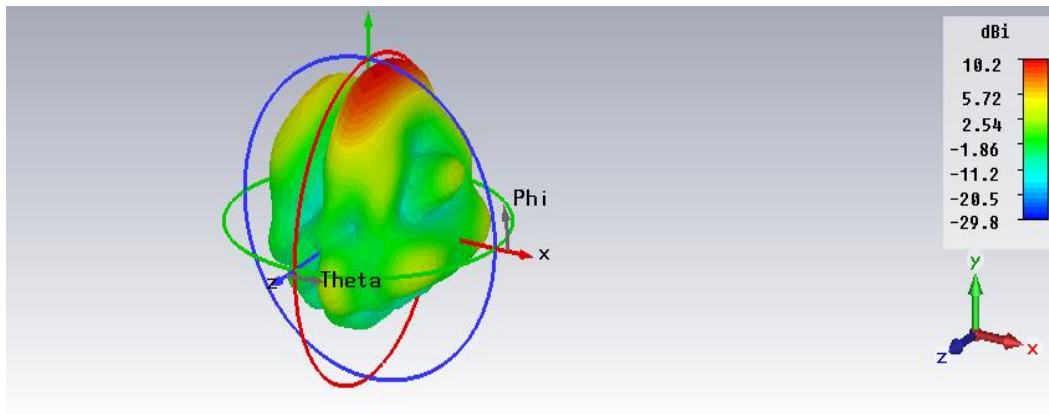 dBi
10.2
5.72
2.54
-1.86
-11.2
-20.5
-29.8
Phi
x
z
Theta
y
z
x